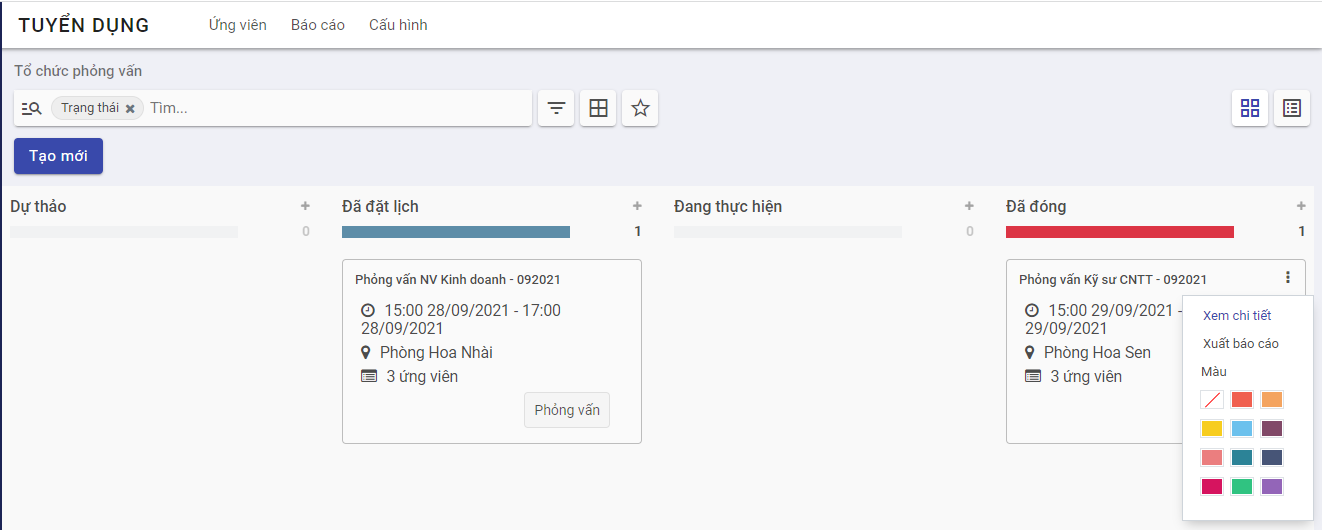 TUYỂN DỤNG Ứng viên Báo cáo Cấu hình
Tổ chức phỏng vấn
Trạng thái Tìm...
Tạo mới
Dự thảo
0
Đã đặt lịch
1
Phỏng vấn NV Kinh doanh - 092021
15:00 28/09/2021 - 17:00
28/09/2021
Phòng Hoa Nhài
3 ứng viên
Phỏng vấn
Đang thực hiện
0
Đã đóng
1
Phỏng vấn Kỹ sư CNTT - 092021
15:00 29/09/2021 -
29/09/2021
Phòng Hoa Sen
3 ứng viên
Xem chi tiết
Xuất báo cáo
Màu